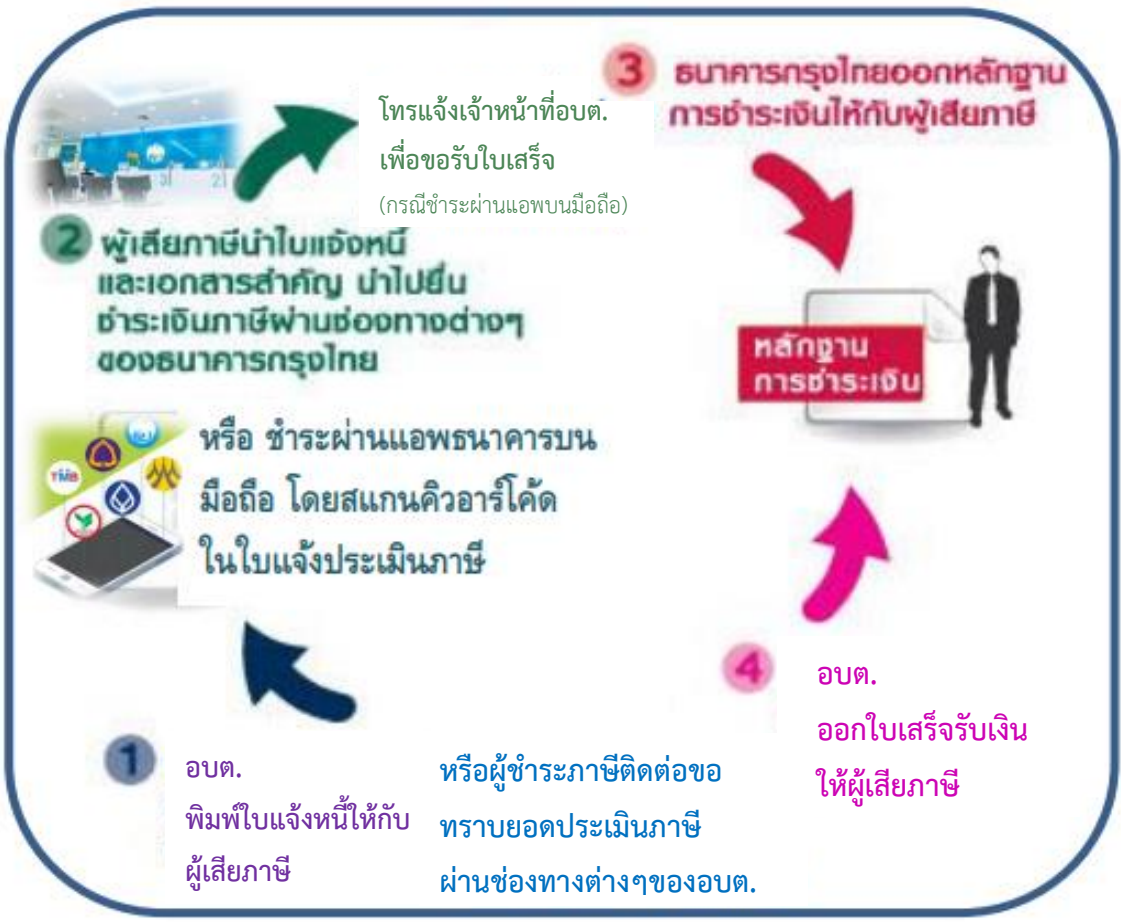 3 ธนาคารกรุงไทยออกหลักฐาน
การชำระเงินให้กับผู้เสียภาษี
โทรแจ้งเจ้าหน้าที่อบต.
เพื่อขอรับใบเสร็จ
(กรณีชำระผ่านแอพบนมือถือ)
2 ผู้เสียภาษีนำใบแจ้งหนี้
และเอกสารสำคัญ นำไปยื่น
ชำระเงินภาษีผ่านช่องทางต่างๆ
ของธนาคารกรุงไทย
หลักฐาน
การชำระเงิน
หรือ ชำระผ่านแอพธนาคารบน
มือถือ โดยสแกนคิวอาร์โค้ด
ในใบแจ้งประเมินภาษี
TMB
4 อบต.
ออกใบเสร็จรับเงิน
ให้ผู้เสียภาษี
1 อบต.
พิมพ์ใบแจ้งหนี้ให้กับ
ผู้เสียภาษี
หรือผู้ชำระภาษีติดต่อขอ
ทราบยอดประเมินภาษี
ผ่านช่องทางต่างๆของอบต.